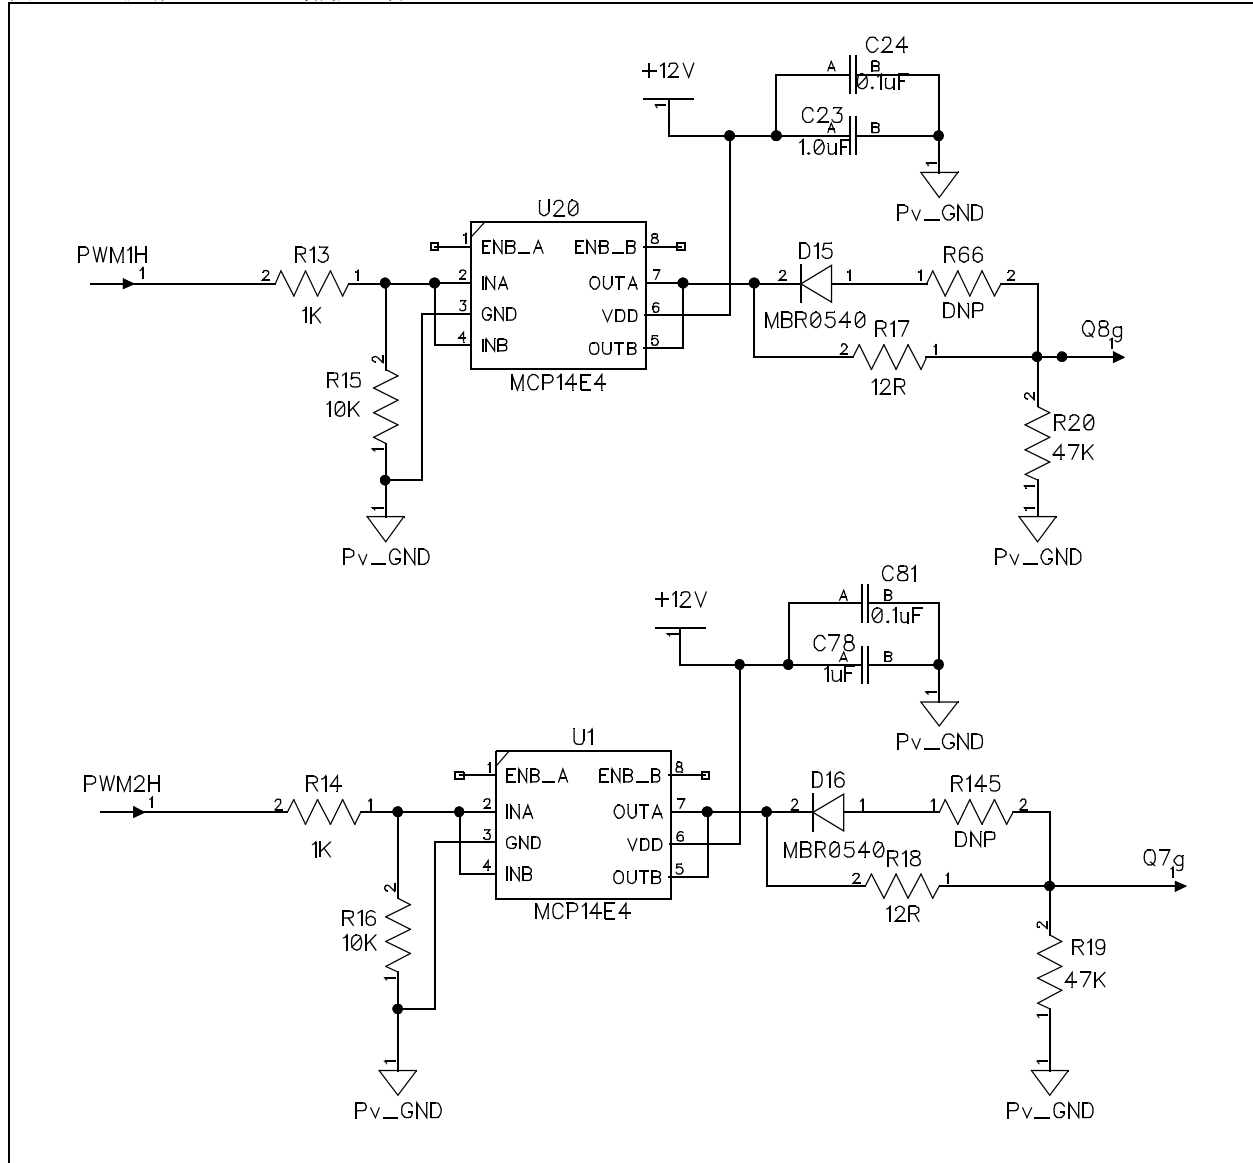 C24
+12V
A B
0.1uF
1
C23
A B
1.0uF
1
Pv_GND
U20
PWM1H
1
2 R13 1
1K
1 ENB_A ENB_B 8
2 INA OUTA 7
3 GND VDD 6
4 INB OUTB 5
MCP14E4
D15
2 1
MBR0540
R66
1 2
DNP
R17
2 1
12R
Q8g
1
2
R15
10K
1
1
Pv_GND
2
R20
47K
1
1
Pv_GND
C81
+12V
A B
0.1uF
1
C78
A B
1uF
1
Pv_GND
U1
PWM2H
1
2 R14 1
1K
1 ENB_A ENB_B 8
2 INA OUTA 7
3 GND VDD 6
4 INB OUTB 5
MCP14E4
D16
2 1
MBR0540
R145
1 2
DNP
R18
2 1
12R
Q7g
1
2
R16
10K
1
1
Pv_GND
2
R19
47K
1
1
Pv_GND